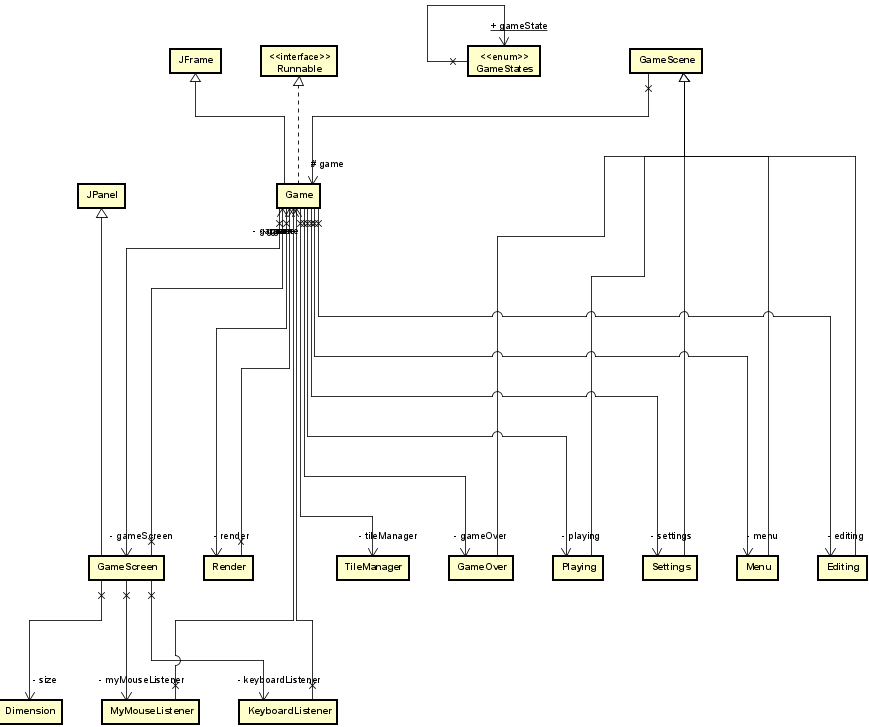 + gameState
JFrame
<<interface>>
Runnable
<<enum>>
GameStates
GameScene
# game
JPanel
Game
- gameScreen
- render
- tileManager
- gameOver
- playing
- settings
- menu
- editing
GameScreen
Render
TileManager
GameOver
Playing
Settings
Menu
Editing
- size
- myMouseListener
- keyboardListener
Dimension
MyMouseListener
KeyboardListener